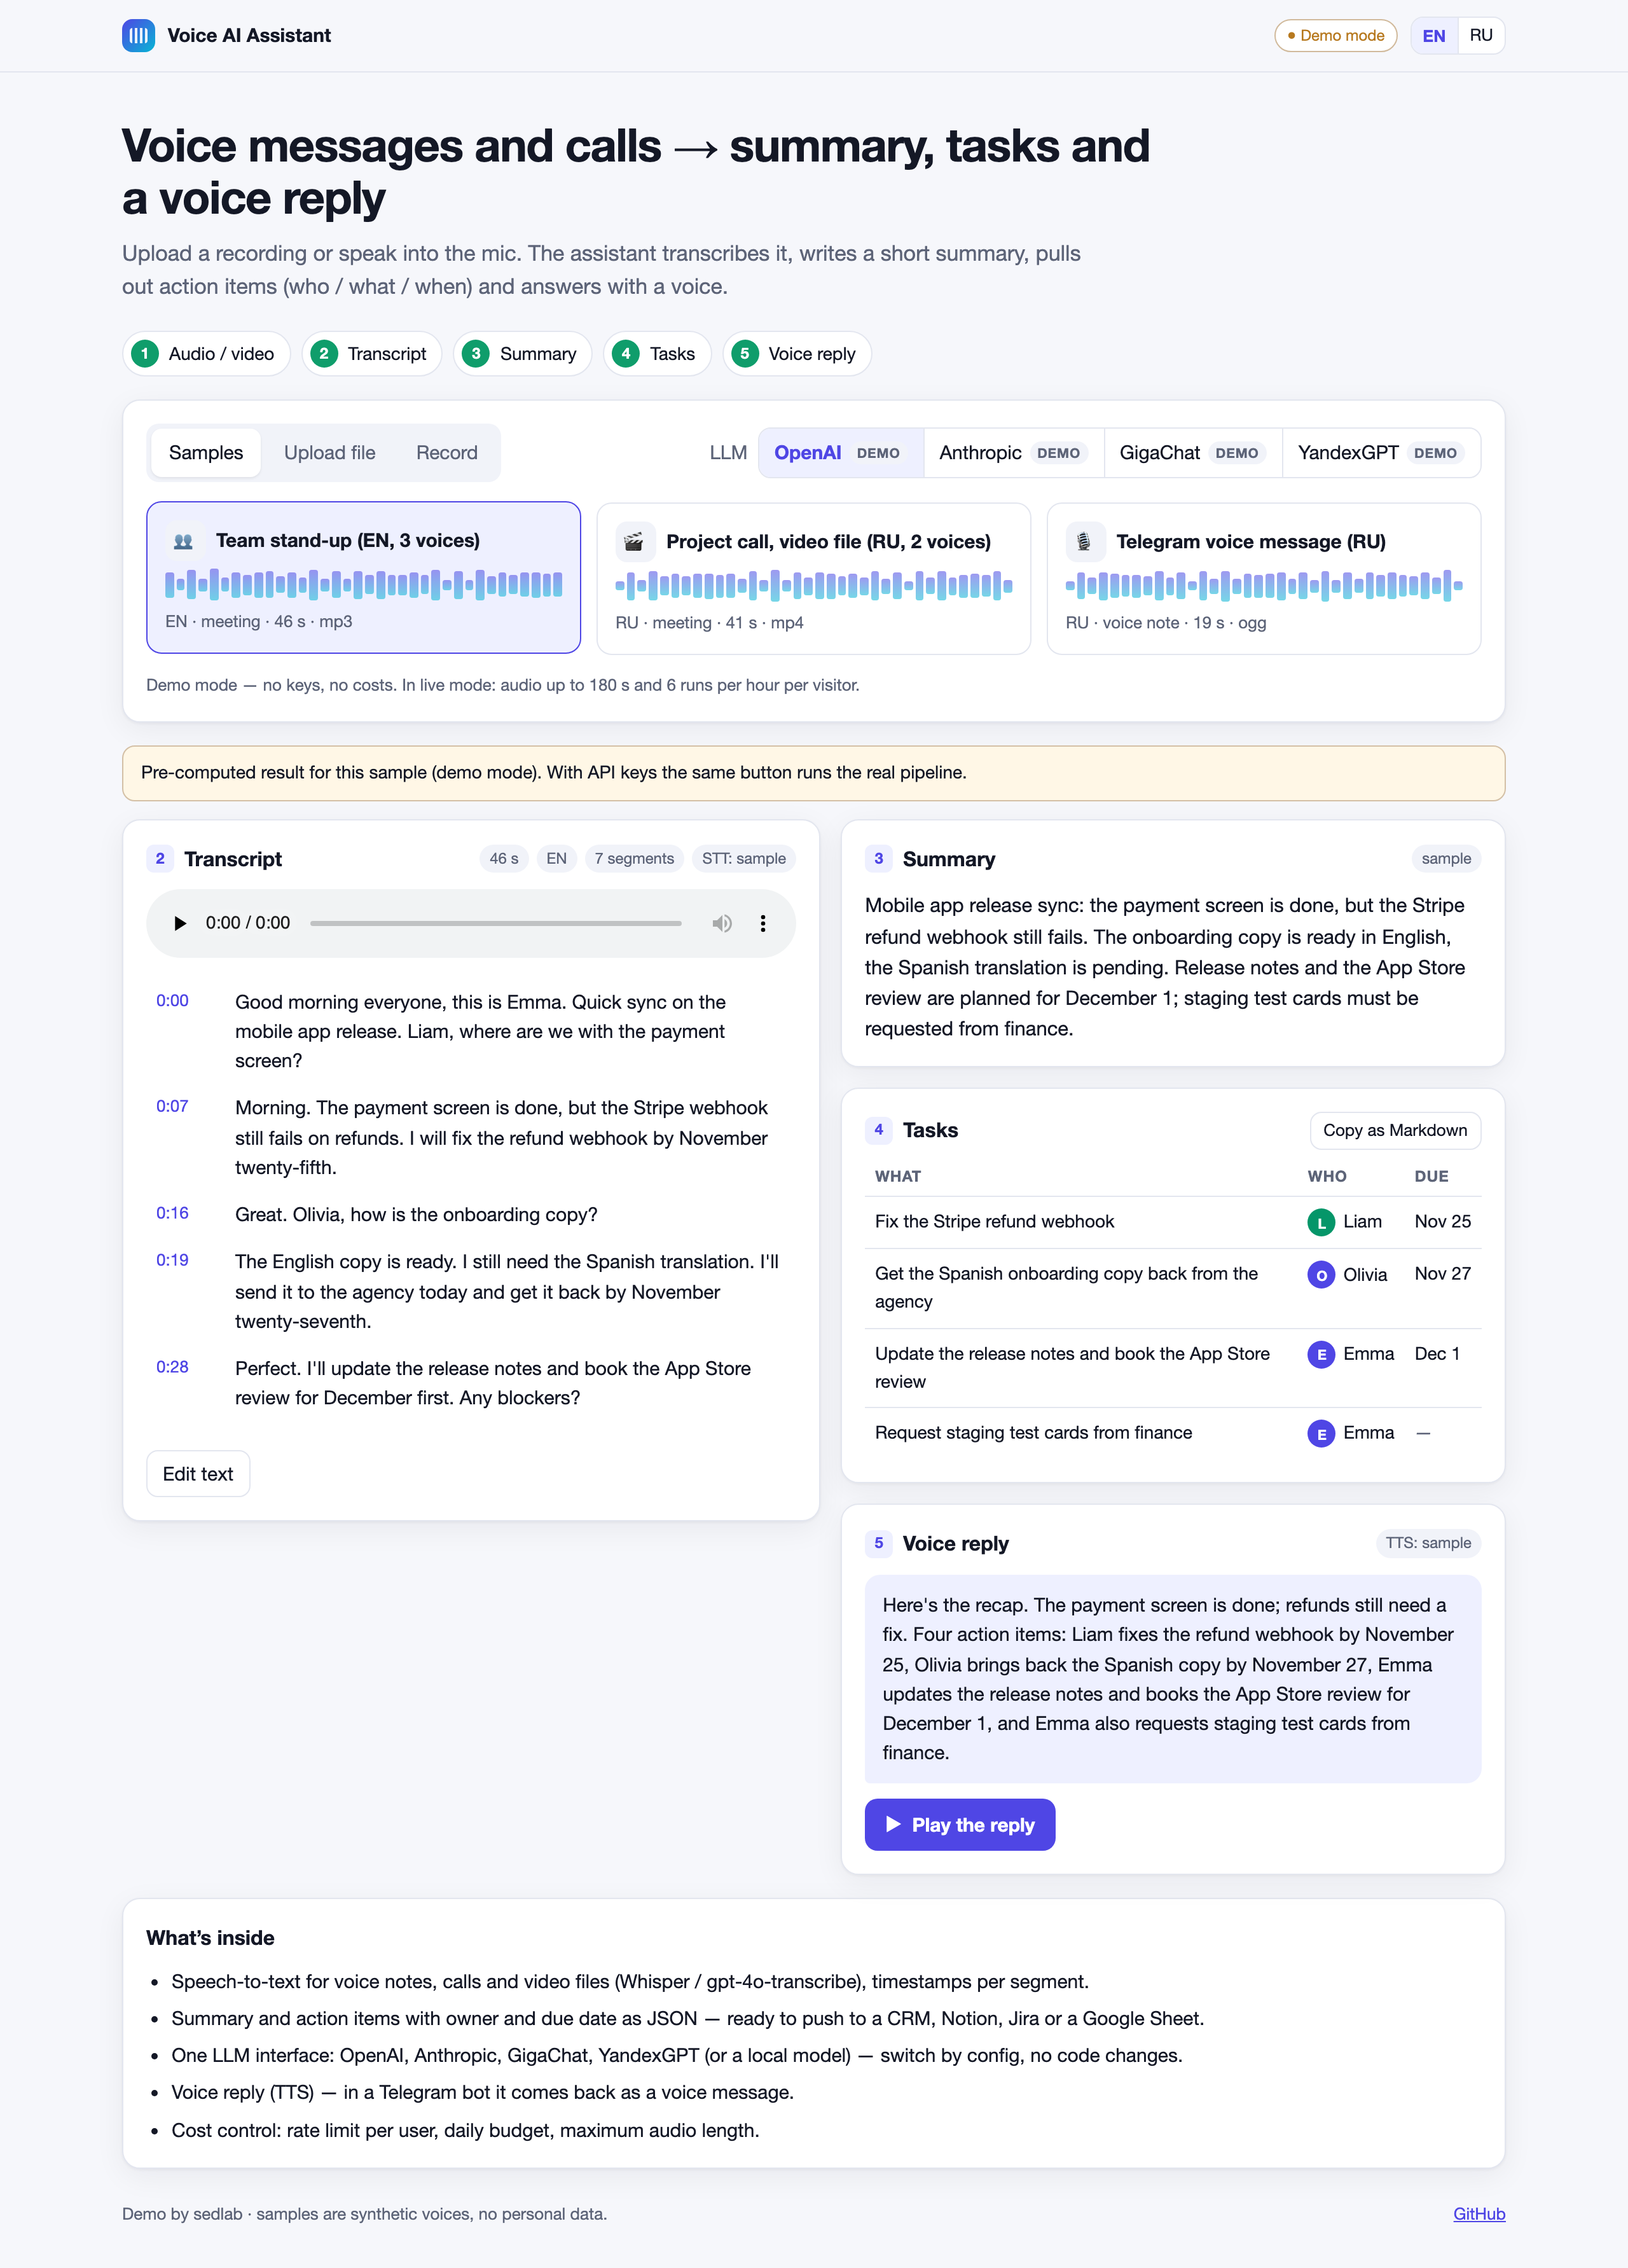 Voice AI Assistant
Demo mode
EN
RU
Voice messages and calls → summary, tasks and
a voice reply
Upload a recording or speak into the mic. The assistant transcribes it, writes a short summary, pulls
out action items (who / what / when) and answers with a voice.
1 Audio / video
2 Transcript
3 Summary
4 Tasks
5 Voice reply
Samples
Upload file
Record
LLM
OpenAI DEMO
Anthropic DEMO
GigaChat DEMO
YandexGPT DEMO
Team stand-up (EN, 3 voices)
EN · meeting · 46 s · mp3
Project call, video file (RU, 2 voices)
RU · meeting · 41 s · mp4
Telegram voice message (RU)
RU · voice note · 19 s · ogg
Demo mode — no keys, no costs. In live mode: audio up to 180 s and 6 runs per hour per visitor.
Pre-computed result for this sample (demo mode). With API keys the same button runs the real pipeline.
2 Transcript
46 s
EN
7 segments
STT: sample
0:00 / 0:00
0:00 Good morning everyone, this is Emma. Quick sync on the
mobile app release. Liam, where are we with the payment
screen?
0:07 Morning. The payment screen is done, but the Stripe webhook
still fails on refunds. I will fix the refund webhook by November
twenty-fifth.
0:16 Great. Olivia, how is the onboarding copy?
0:19 The English copy is ready. I still need the Spanish translation. I'll
send it to the agency today and get it back by November
twenty-seventh.
0:28 Perfect. I'll update the release notes and book the App Store
review for December first. Any blockers?
Edit text
3 Summary
sample
Mobile app release sync: the payment screen is done, but the Stripe
refund webhook still fails. The onboarding copy is ready in English,
the Spanish translation is pending. Release notes and the App Store
review are planned for December 1; staging test cards must be
requested from finance.
4 Tasks
Copy as Markdown
WHAT WHO DUE
Fix the Stripe refund webhook L Liam Nov 25
Get the Spanish onboarding copy back from the
agency O Olivia Nov 27
Update the release notes and book the App Store
review E Emma Dec 1
Request staging test cards from finance E Emma —
5 Voice reply
TTS: sample
Here's the recap. The payment screen is done; refunds still need a
fix. Four action items: Liam fixes the refund webhook by November
25, Olivia brings back the Spanish copy by November 27, Emma
updates the release notes and books the App Store review for
December 1, and Emma also requests staging test cards from
finance.
Play the reply
What’s inside
• Speech-to-text for voice notes, calls and video files (Whisper / gpt-4o-transcribe), timestamps per segment.
• Summary and action items with owner and due date as JSON — ready to push to a CRM, Notion, Jira or a Google Sheet.
• One LLM interface: OpenAI, Anthropic, GigaChat, YandexGPT (or a local model) — switch by config, no code changes.
• Voice reply (TTS) — in a Telegram bot it comes back as a voice message.
• Cost control: rate limit per user, daily budget, maximum audio length.
Demo by sedlab · samples are synthetic voices, no personal data.
GitHub